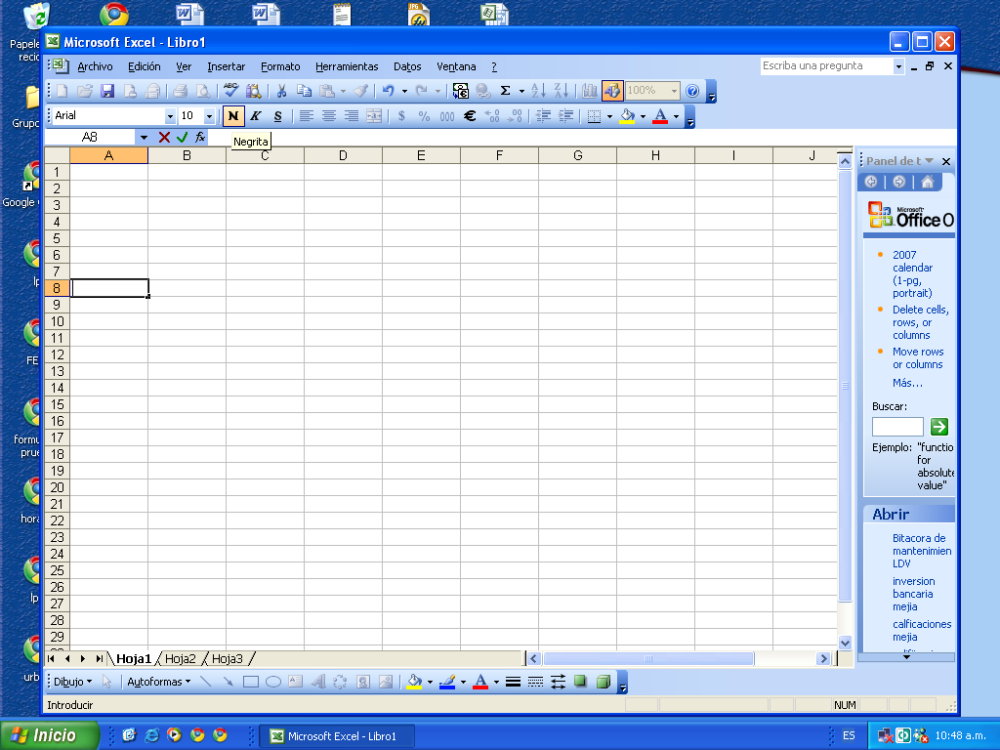 Microsoft Excel - Libro1
Archivo Edición Ver Insertar Formato Herramientas Datos Ventana ?
Escriba una pregunta
100%
Arial 10 N K S $ % 000 €
A8 fx
Negrita
A B C D E F G H I J
1
2
3
4
5
6
7
8
9
10
11
12
13
14
15
16
17
18
19
20
21
22
23
24
25
26
27
28
29
Panel de t
Microsoft
Office O
2007
calendar
(1-pg,
portrait)
Delete cells,
rows, or
columns
Move rows
or columns
Más...
Buscar:
Ejemplo: "functio
for
absolute
value"
Abrir
Bitacora de
mantenimien
LDV
inversion
bancaria
mejia
calficaciones
mejia
Hoja1 Hoja2 Hoja3
Dibujo Autoformas
Introducir
NUM
Papele
reci
Grupo
Google
FE
formu
prue
hora
urb
Inicio
Microsoft Excel - Libro1
ES
10:48 a.m.